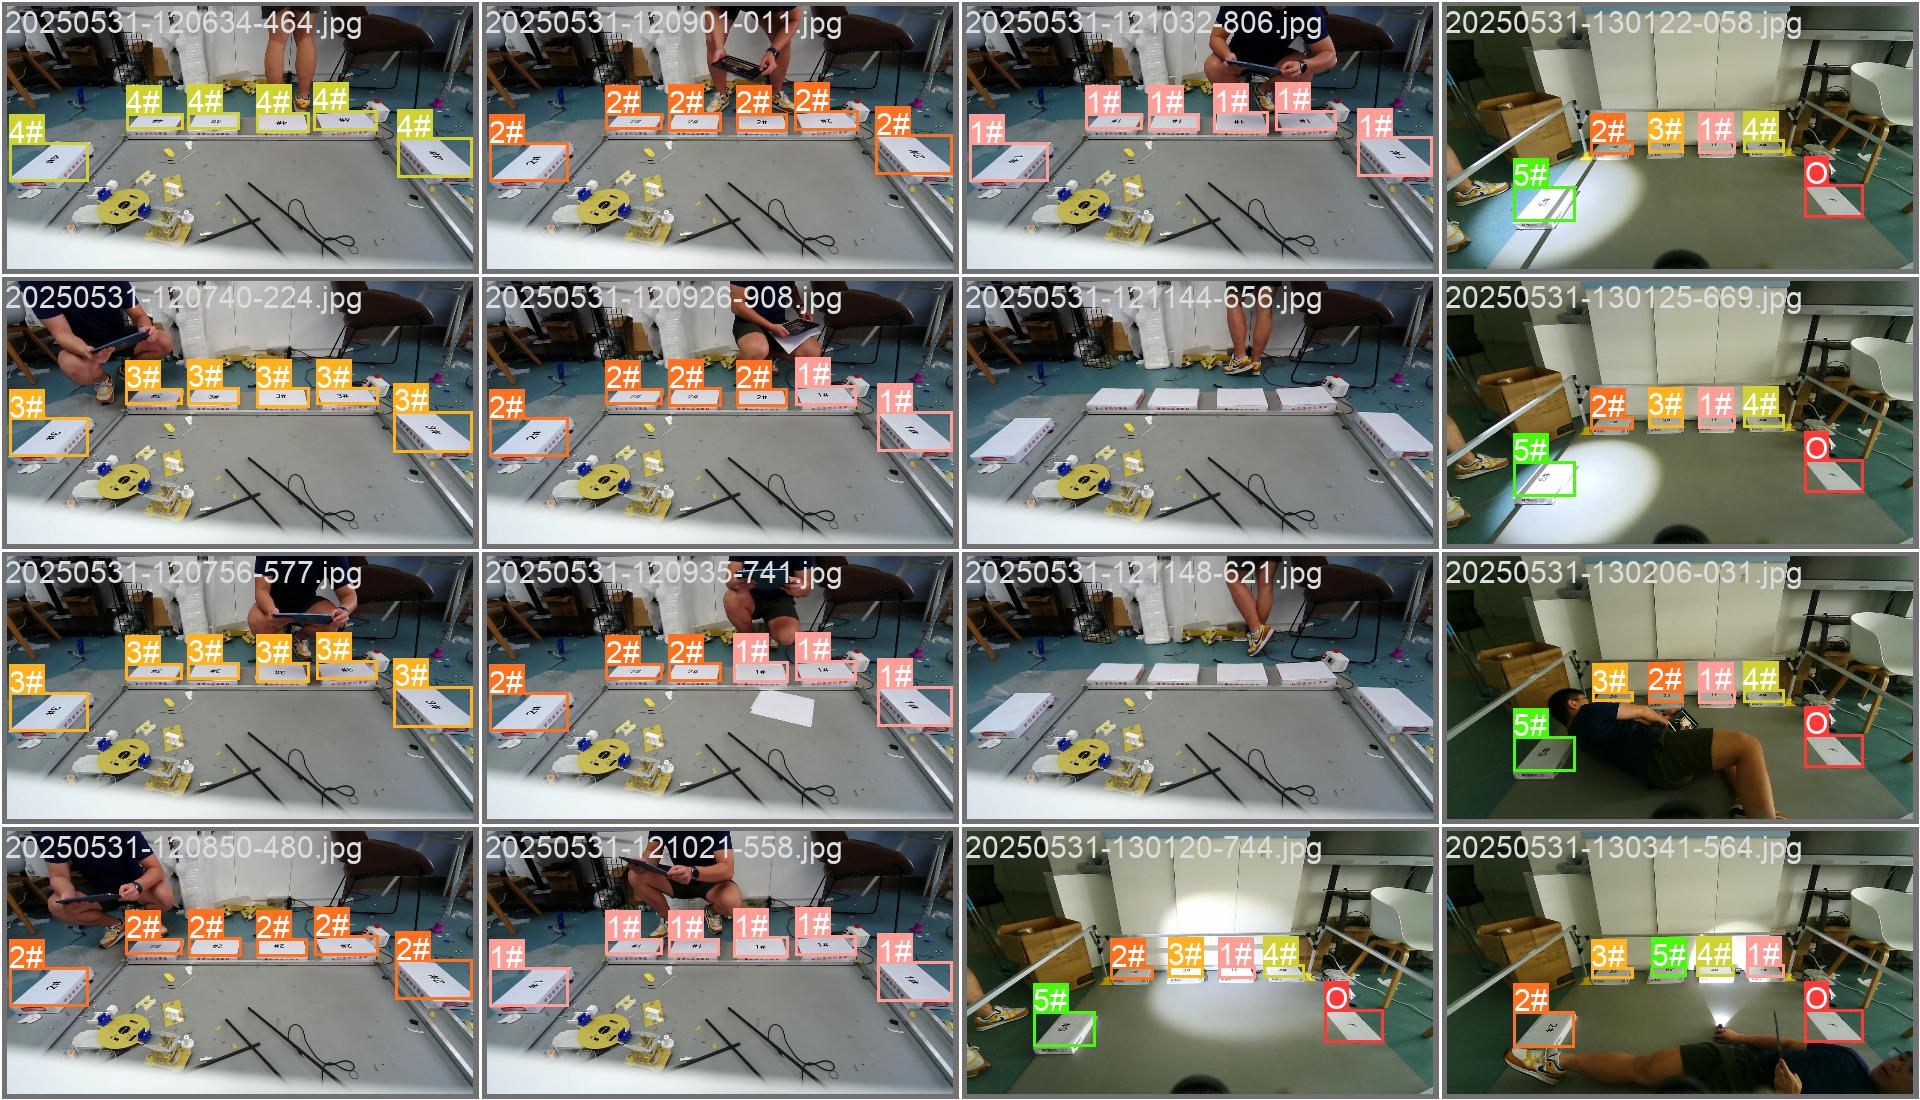 20250531-120634-464.jpg
4# 4# 4# 4# 4# 4#
20250531-120901-011.jpg
2# 2# 2# 2# 2# 2#
20250531-121032-806.jpg
1# 1# 1# 1# 1# 1#
20250531-130122-058.jpg
2# 3# 1# 4#
5# O
20250531-120740-224.jpg
3# 3# 3# 3# 3# 3#
20250531-120926-908.jpg
2# 2# 2# 2# 1# 1#
20250531-121144-656.jpg
20250531-130125-669.jpg
2# 3# 1# 4#
5# O
20250531-120756-577.jpg
3# 3# 3# 3# 3# 3#
20250531-120935-741.jpg
2# 2# 2# 1# 1# 1#
20250531-121148-621.jpg
20250531-130206-031.jpg
3# 2# 1# 4#
5# O
20250531-120850-480.jpg
2# 2# 2# 2# 2# 2#
20250531-121021-558.jpg
1# 1# 1# 1# 1# 1#
20250531-130120-744.jpg
2# 3# 1# 4#
5# O
20250531-130341-564.jpg
3# 5# 4# 1#
2# O